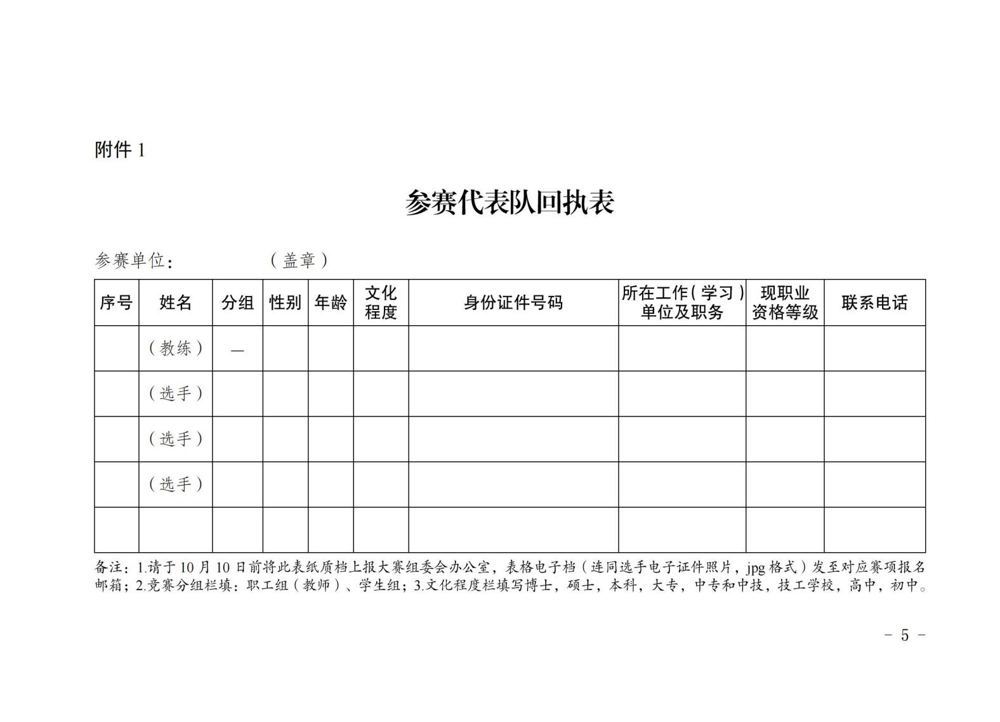 附件 1
参赛代表队回执表
参赛单位： （盖章）
序号 姓名 分组 性别 年龄 文化程度 身份证件号码 所在工作（学习）单位及职务 现职业资格等级 联系电话
（教练） —
（选手）
（选手）
（选手）
备注：1.请于 10 月 10 日前将此表纸质档上报大赛组委会办公室，表格电子档（连同选手电子证件照片，jpg 格式）发至对应赛项报名
邮箱；2.竞赛分组栏填：职工组（教师）、学生组；3.文化程度栏填写博士，硕士，本科，大专，中专和中技，技工学校，高中，初中。
- 5 -